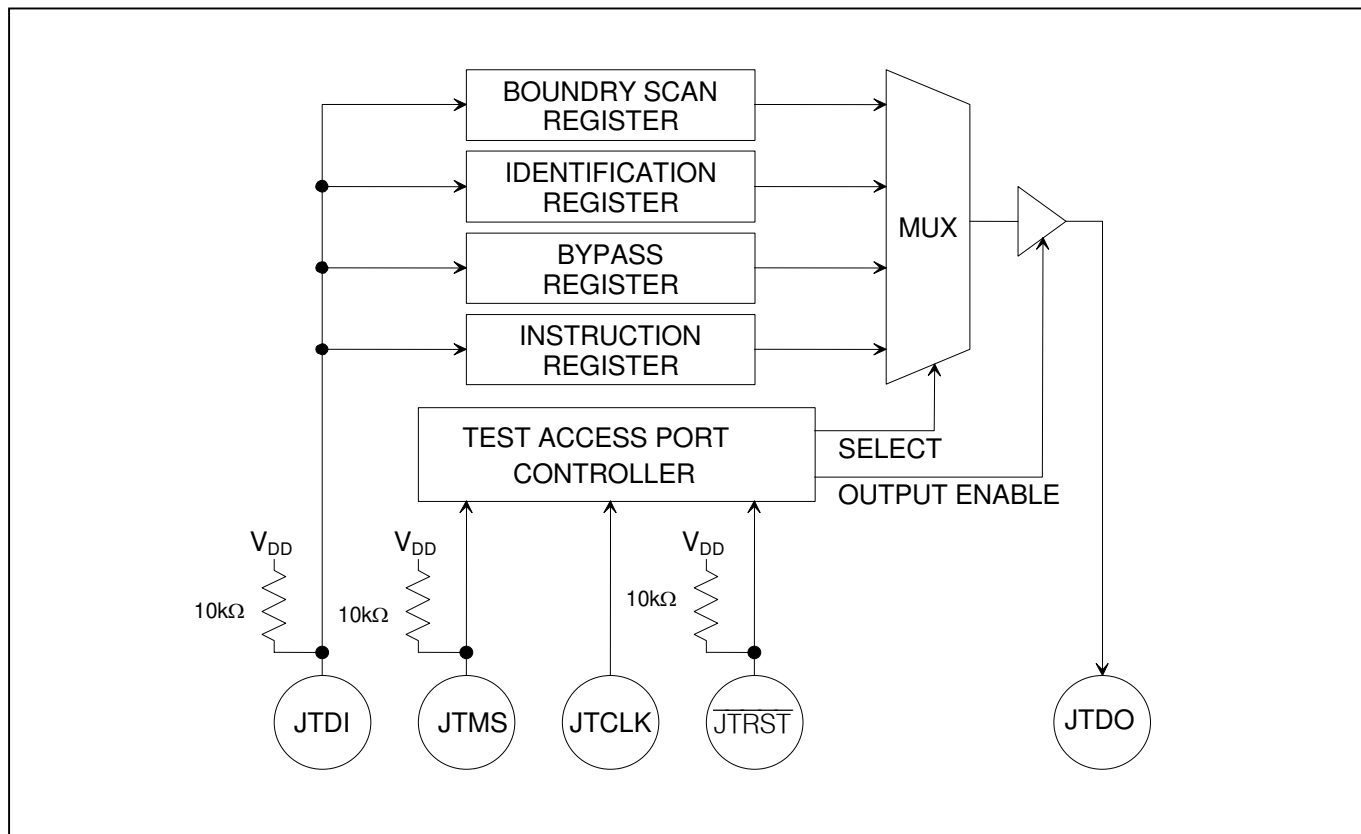 BOUNDRY SCAN
REGISTER
IDENTIFICATION
REGISTER
BYPASS
REGISTER
INSTRUCTION
REGISTER
MUX
TEST ACCESS PORT
CONTROLLER
SELECT
OUTPUT ENABLE
VDD
10kΩ
VDD
10kΩ
VDD
10kΩ
JTDI
JTMS
JTCLK
JTRST
JTDO